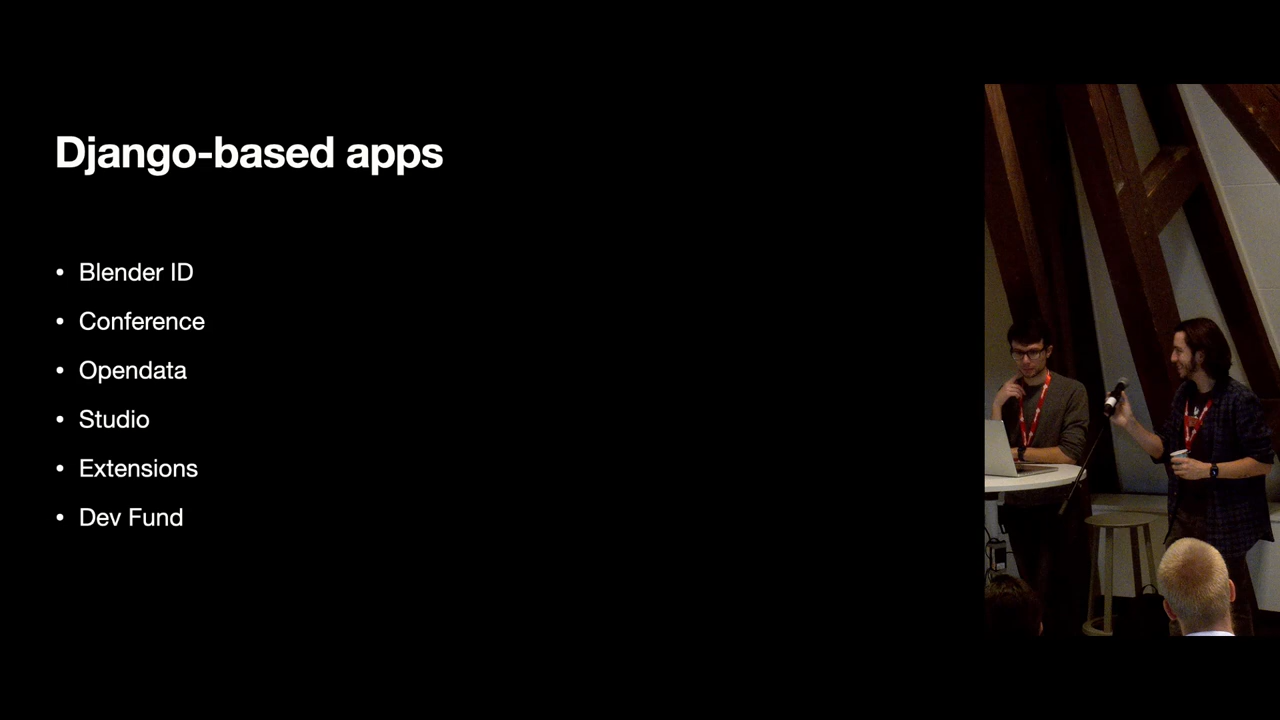 Django-based apps
• Blender ID
• Conference
• Opendata
• Studio
• Extensions
• Dev Fund